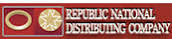 REPUBLIC NATIONAL
DISTRIBUTING COMPANY